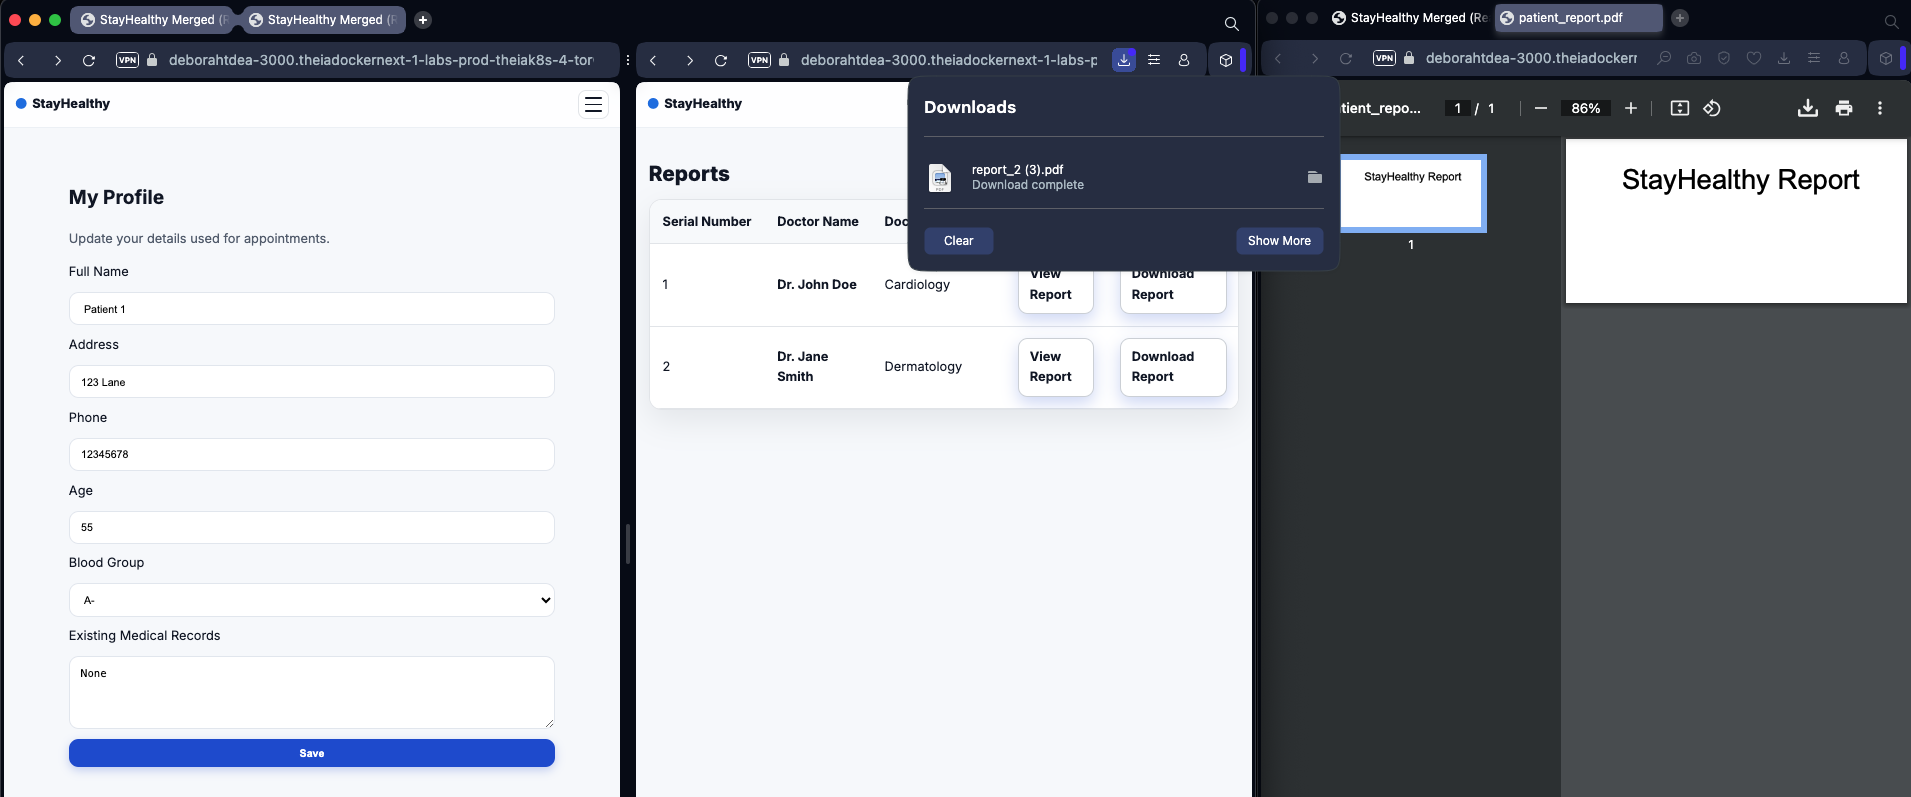 StayHealthy Merged (R
StayHealthy Merged (R
VPN
deborahtdea-3000.theiadockernext-1-labs-prod-theiak8s-4-tor
StayHealthy
My Profile
Update your details used for appointments.
Full Name
Patient 1
Address
123 Lane
Phone
12345678
Age
55
Blood Group
A-
Existing Medical Records
None
Save
VPN
deborahtdea-3000.theiadockernext-1-labs-p
StayHealthy
Reports
Serial Number Doctor Name Doc
1 Dr. John Doe Cardiology View Report Download Report
2 Dr. Jane Smith Dermatology View Report Download Report
Downloads
report_2 (3).pdf
Download complete
Clear Show More
StayHealthy Merged (Re
patient_report.pdf
VPN
deborahtdea-3000.theiadockerr
tient_repo... 1 / 1 86%
StayHealthy Report
1
StayHealthy Report